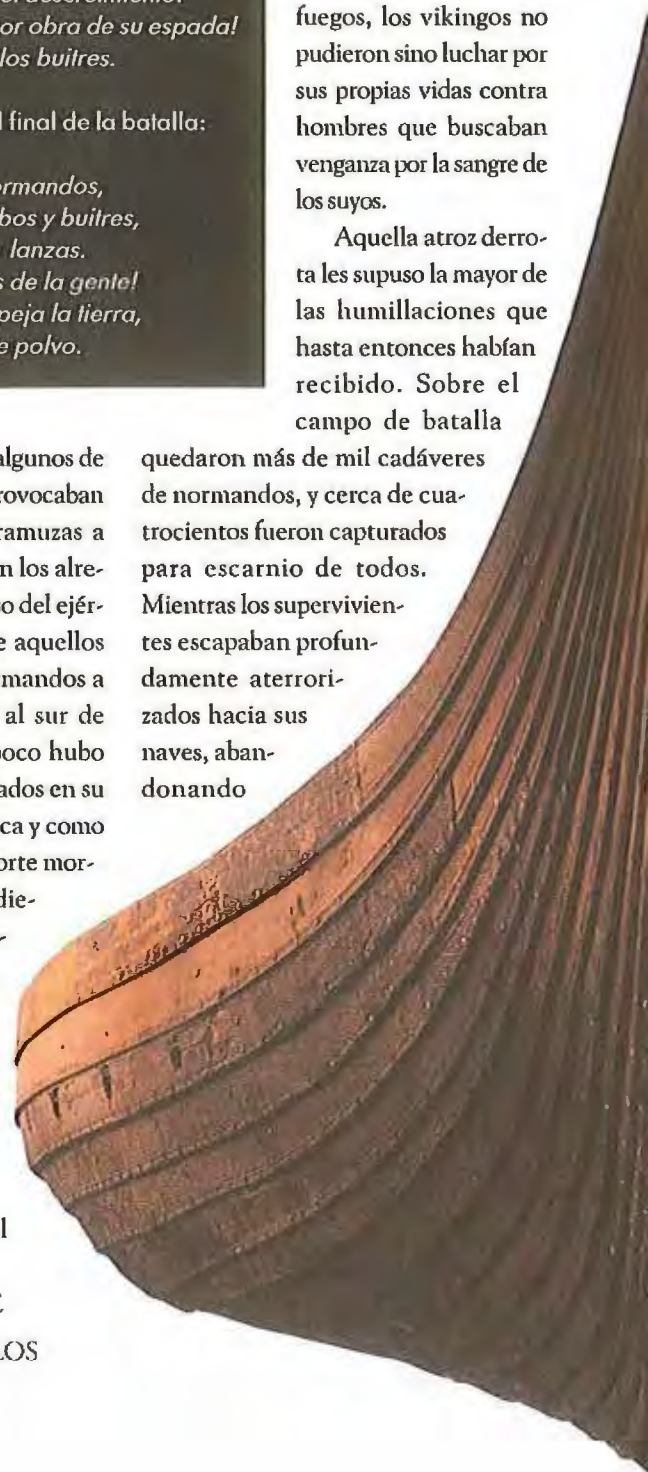 or obra de su espada!
los buitres.
l final de la batalla:
ormandos,
bos y buitres,
lanzas.
s de la gente!
peja la tierra,
e polvo.
algunos de
rovocaban
ramuzas a
n los alre-
o del ejér-
e aquellos
mandos a
al sur de
poco hubo
ados en su
ca y como
orte mor-
die-
-
l
LOS
fuegos, los vikingos no
pudieron sino luchar por
sus propias vidas contra
hombres que buscaban
venganza por la sangre de
los suyos.
Aquella atroz derro-
ta les supuso la mayor de
las humillaciones que
hasta entonces habían
recibido. Sobre el
campo de batalla
quedaron más de mil cadáveres
de normandos, y cerca de cua-
trocientos fueron capturados
para escarnio de todos.
Mientras los supervivien-
tes escapaban profun-
damente aterrori-
zados hacia sus
naves, aban-
donando